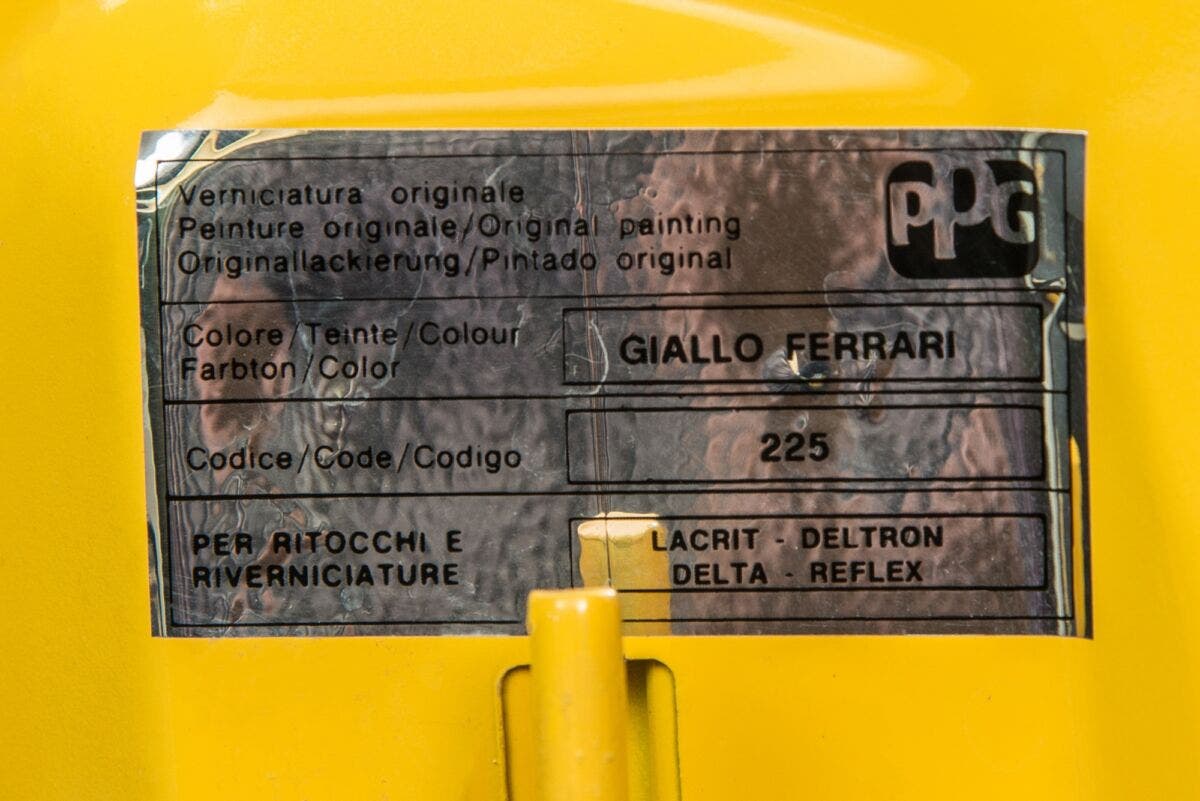 Verniciatura originale
Peinture originale/Original painting
Originallackierung/Pintado original
PPG
Colore/Teinte/Colour
Farbton/Color
GIALLO FERRARI
Codice/Code/Codigo
225
PER RITOCCHI E
RIVERNICIATURE
LACRIT - DELTRON
DELTA - REFLEX